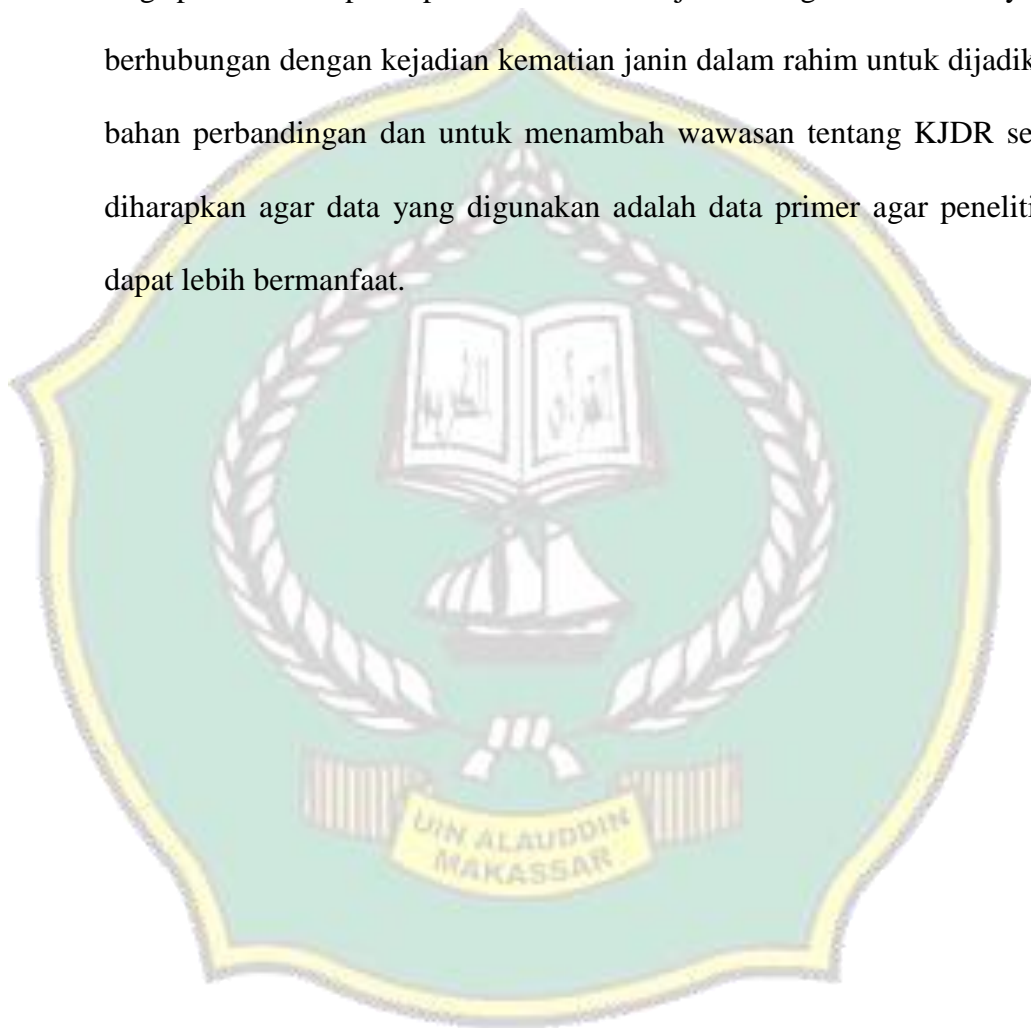 berhubungan dengan kejadian kematian janin dalam rahim untuk dijadik
bahan perbandingan dan untuk menambah wawasan tentang KJDR se
diharapkan agar data yang digunakan adalah data primer agar peneliti
dapat lebih bermanfaat.
UIN ALAUDDIN
MAKASSAR